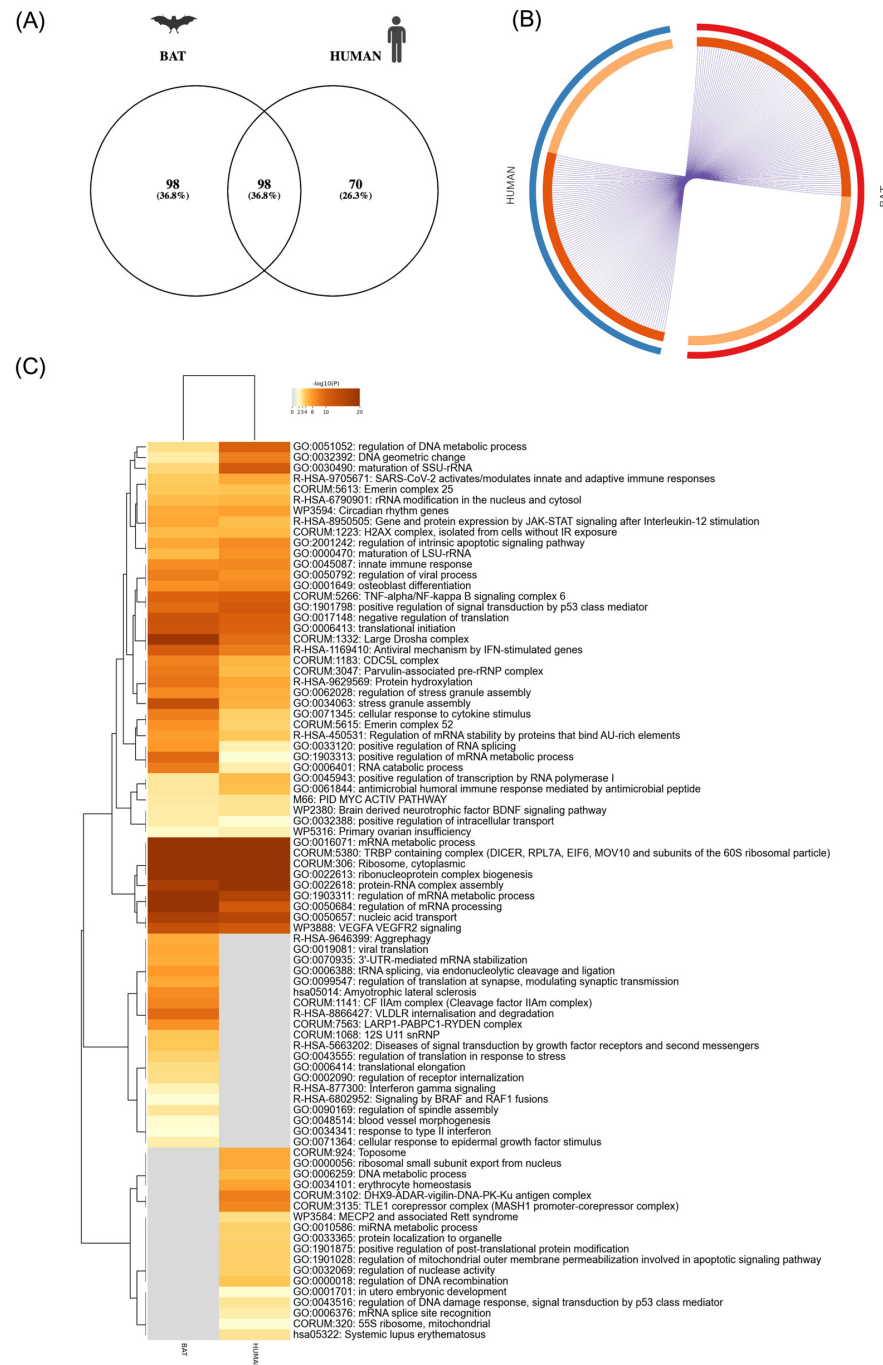 (A)
BAT
HUMAN
98
(36.8%)
98
(36.8%)
70
(26.3%)
(B)
HUMAN
BAT
(C)
-log10(P)
0 2 3 4 6 10 20
GO:0051052: regulation of DNA metabolic process
GO:0032392: DNA geometric change
GO:0030490: maturation of SSU-rRNA
R-HSA-9705671: SARS-CoV-2 activates/modulates innate and adaptive immune responses
CORUM:5613: Emerin complex 25
R-HSA-6790901: rRNA modification in the nucleus and cytosol
WP3594: Circadian rhythm genes
R-HSA-8950505: Gene and protein expression by JAK-STAT signaling after Interleukin-12 stimulation
CORUM:1223: H2AX complex, isolated from cells without IR exposure
GO:2001242: regulation of intrinsic apoptotic signaling pathway
GO:0000470: maturation of LSU-rRNA
GO:0045087: innate immune response
GO:0050792: regulation of viral process
GO:0001649: osteoblast differentiation
CORUM:5266: TNF-alpha/NF-kappa B signaling complex 6
GO:1901798: positive regulation of signal transduction by p53 class mediator
GO:0017148: negative regulation of translation
GO:0006413: translational initiation
CORUM:1332: Large Drosha complex
R-HSA-1169410: Antiviral mechanism by IFN-stimulated genes
CORUM:1183: CDC5L complex
CORUM:3047: Parvulin-associated pre-rRNP complex
R-HSA-9629569: Protein hydroxylation
GO:0062028: regulation of stress granule assembly
GO:0034063: stress granule assembly
GO:0071345: cellular response to cytokine stimulus
CORUM:5615: Emerin complex 52
R-HSA-450531: Regulation of mRNA stability by proteins that bind AU-rich elements
GO:0033120: positive regulation of RNA splicing
GO:1903313: positive regulation of mRNA metabolic process
GO:0006401: RNA catabolic process
GO:0045943: positive regulation of transcription by RNA polymerase I
GO:0061844: antimicrobial humoral immune response mediated by antimicrobial peptide
M66: PID MYC ACTIV PATHWAY
WP2380: Brain derived neurotrophic factor BDNF signaling pathway
GO:0032388: positive regulation of intracellular transport
WP5316: Primary ovarian insufficiency
GO:0016071: mRNA metabolic process
CORUM:5380: TRBP containing complex (DICER, RPL7A, EIF6, MOV10 and subunits of the 60S ribosomal particle)
CORUM:306: Ribosome, cytoplasmic
GO:0022613: ribonucleoprotein complex biogenesis
GO:0022618: protein-RNA complex assembly
GO:1903311: regulation of mRNA metabolic process
GO:0050684: regulation of mRNA processing
GO:0050657: nucleic acid transport
WP3888: VEGFA VEGFR2 signaling
R-HSA-9646399: Aggrephagy
GO:0019081: viral translation
GO:0070935: 3'-UTR-mediated mRNA stabilization
GO:0006388: tRNA splicing, via endonucleolytic cleavage and ligation
GO:0099547: regulation of translation at synapse, modulating synaptic transmission
hsa05014: Amyotrophic lateral sclerosis
CORUM:1141: CF IIAm complex (Cleavage factor IIAm complex)
R-HSA-8866427: VLDLR internalisation and degradation
CORUM:7563: LARP1-PABPC1-RYDEN complex
CORUM:1068: 12S U11 snRNP
R-HSA-5663202: Diseases of signal transduction by growth factor receptors and second messengers
GO:0043555: regulation of translation in response to stress
GO:0006414: translational elongation
GO:0002090: regulation of receptor internalization
R-HSA-877300: Interferon gamma signaling
R-HSA-6802952: Signaling by BRAF and RAF1 fusions
GO:0090169: regulation of spindle assembly
GO:0048514: blood vessel morphogenesis
GO:0034341: response to type II interferon
GO:0071364: cellular response to epidermal growth factor stimulus
CORUM:924: Toposome
GO:0000056: ribosomal small subunit export from nucleus
GO:0006259: DNA metabolic process
GO:0034101: erythrocyte homeostasis
CORUM:3102: DHX9-ADAR-vigilin-DNA-PK-Ku antigen complex
CORUM:3135: TLE1 corepressor complex (MASH1 promoter-corepressor complex)
WP3584: MECP2 and associated Rett syndrome
GO:0010586: miRNA metabolic process
GO:0033365: protein localization to organelle
GO:1901875: positive regulation of post-translational protein modification
GO:1901028: regulation of mitochondrial outer membrane permeabilization involved in apoptotic signaling pathway
GO:0032069: regulation of nuclease activity
GO:0000018: regulation of DNA recombination
GO:0001701: in utero embryonic development
GO:0043516: regulation of DNA damage response, signal transduction by p53 class mediator
GO:0006376: mRNA splice site recognition
CORUM:320: 55S ribosome, mitochondrial
hsa05322: Systemic lupus erythematosus
BAT
HUMAN